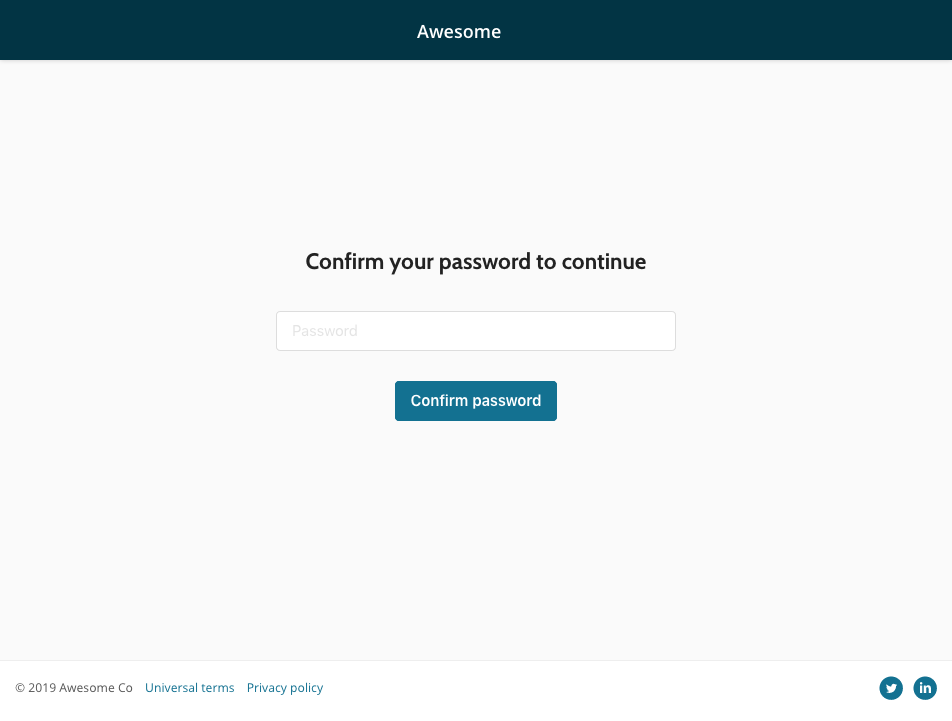 Awesome
Confirm your password to continue
Password
Confirm password
© 2019 Awesome Co Universal terms Privacy policy in